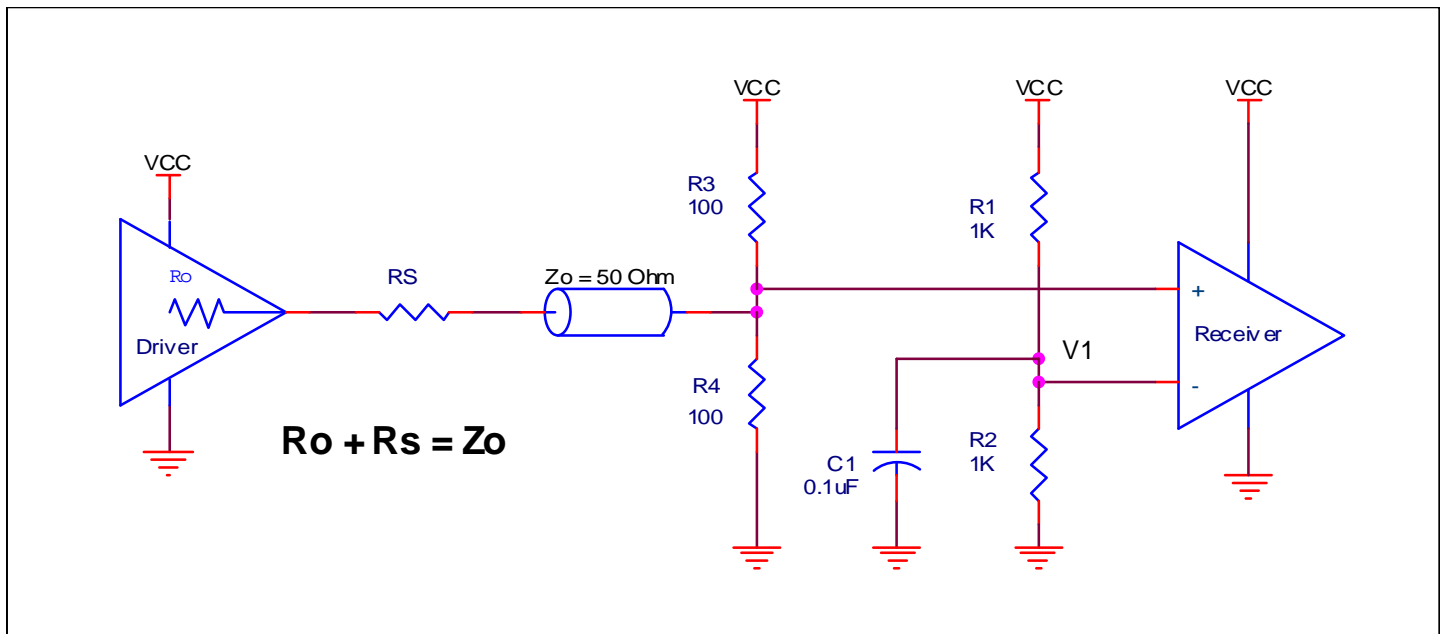 VCC
VCC
VCC
VCC
R3
100
R1
1K
Ro
RS
Zo = 50 Ohm
+
Driver
Receiver
V1
R4
100
-
Ro + Rs = Zo
R2
1K
C1
0.1uF